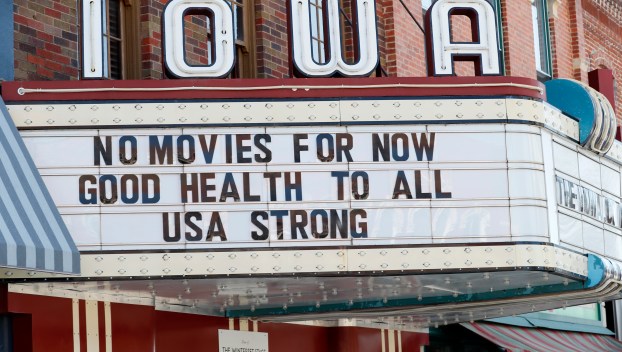 IOWA
NO MOVIES FOR NOW
GOOD HEALTH TO ALL
USA STRONG